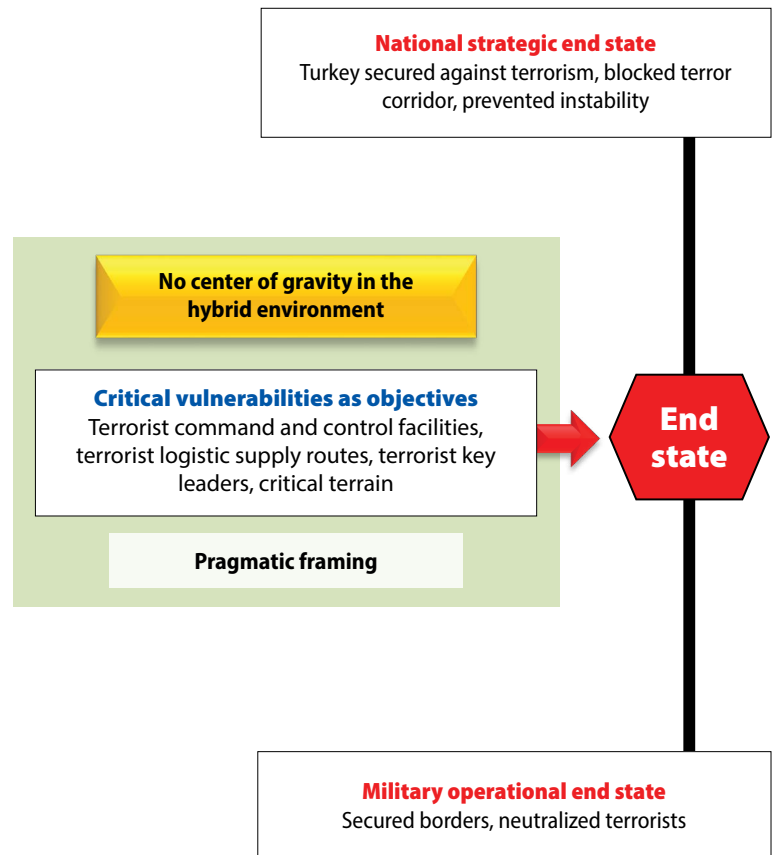 National strategic end state
Turkey secured against terrorism, blocked terror
corridor, prevented instability
No center of gravity in the
hybrid environment
Critical vulnerabilities as objectives
Terrorist command and control facilities,
terrorist logistic supply routes, terrorist key
leaders, critical terrain
Pragmatic framing
End
state
Military operational end state
Secured borders, neutralized terrorists